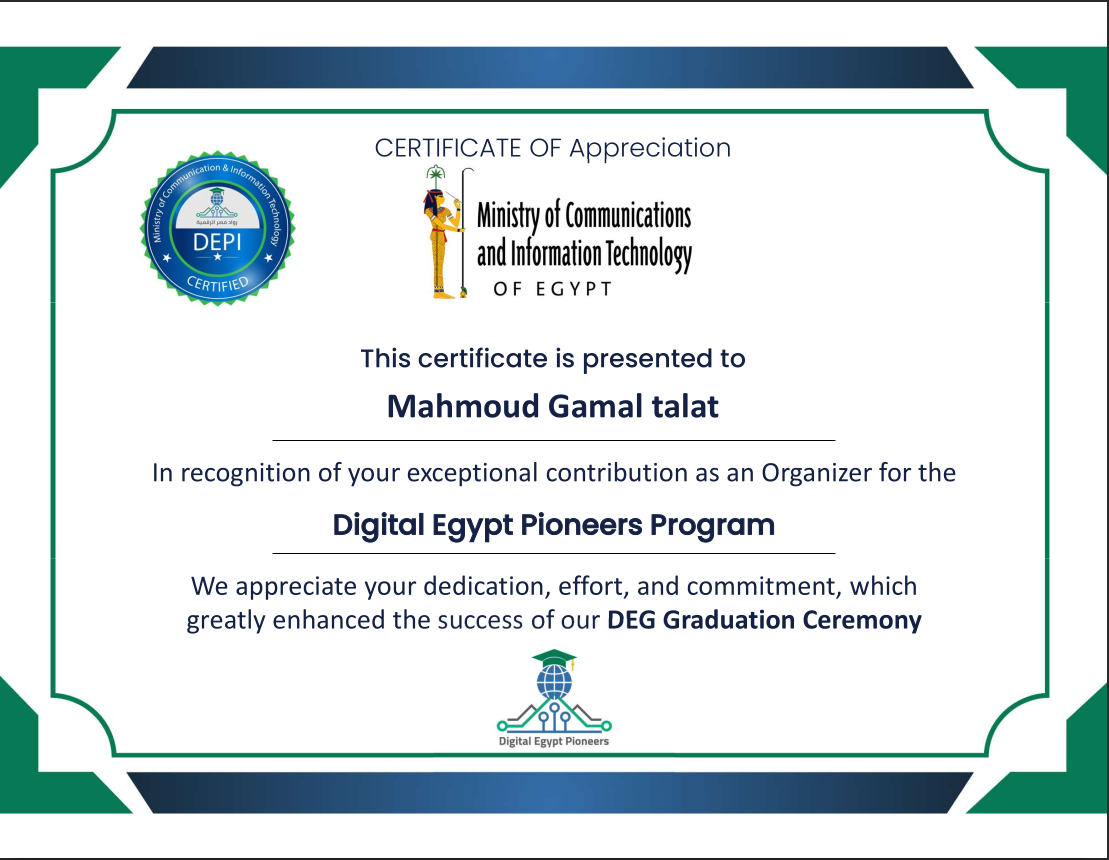 CERTIFICATE OF Appreciation
Ministry of Communication & Information Technology
رواد مصر الرقمية
DEPI
CERTIFIED
Ministry of Communications
and Information Technology
OF EGYPT
This certificate is presented to
Mahmoud Gamal talat
In recognition of your exceptional contribution as an Organizer for the
Digital Egypt Pioneers Program
We appreciate your dedication, effort, and commitment, which
greatly enhanced the success of our DEG Graduation Ceremony
Digital Egypt Pioneers